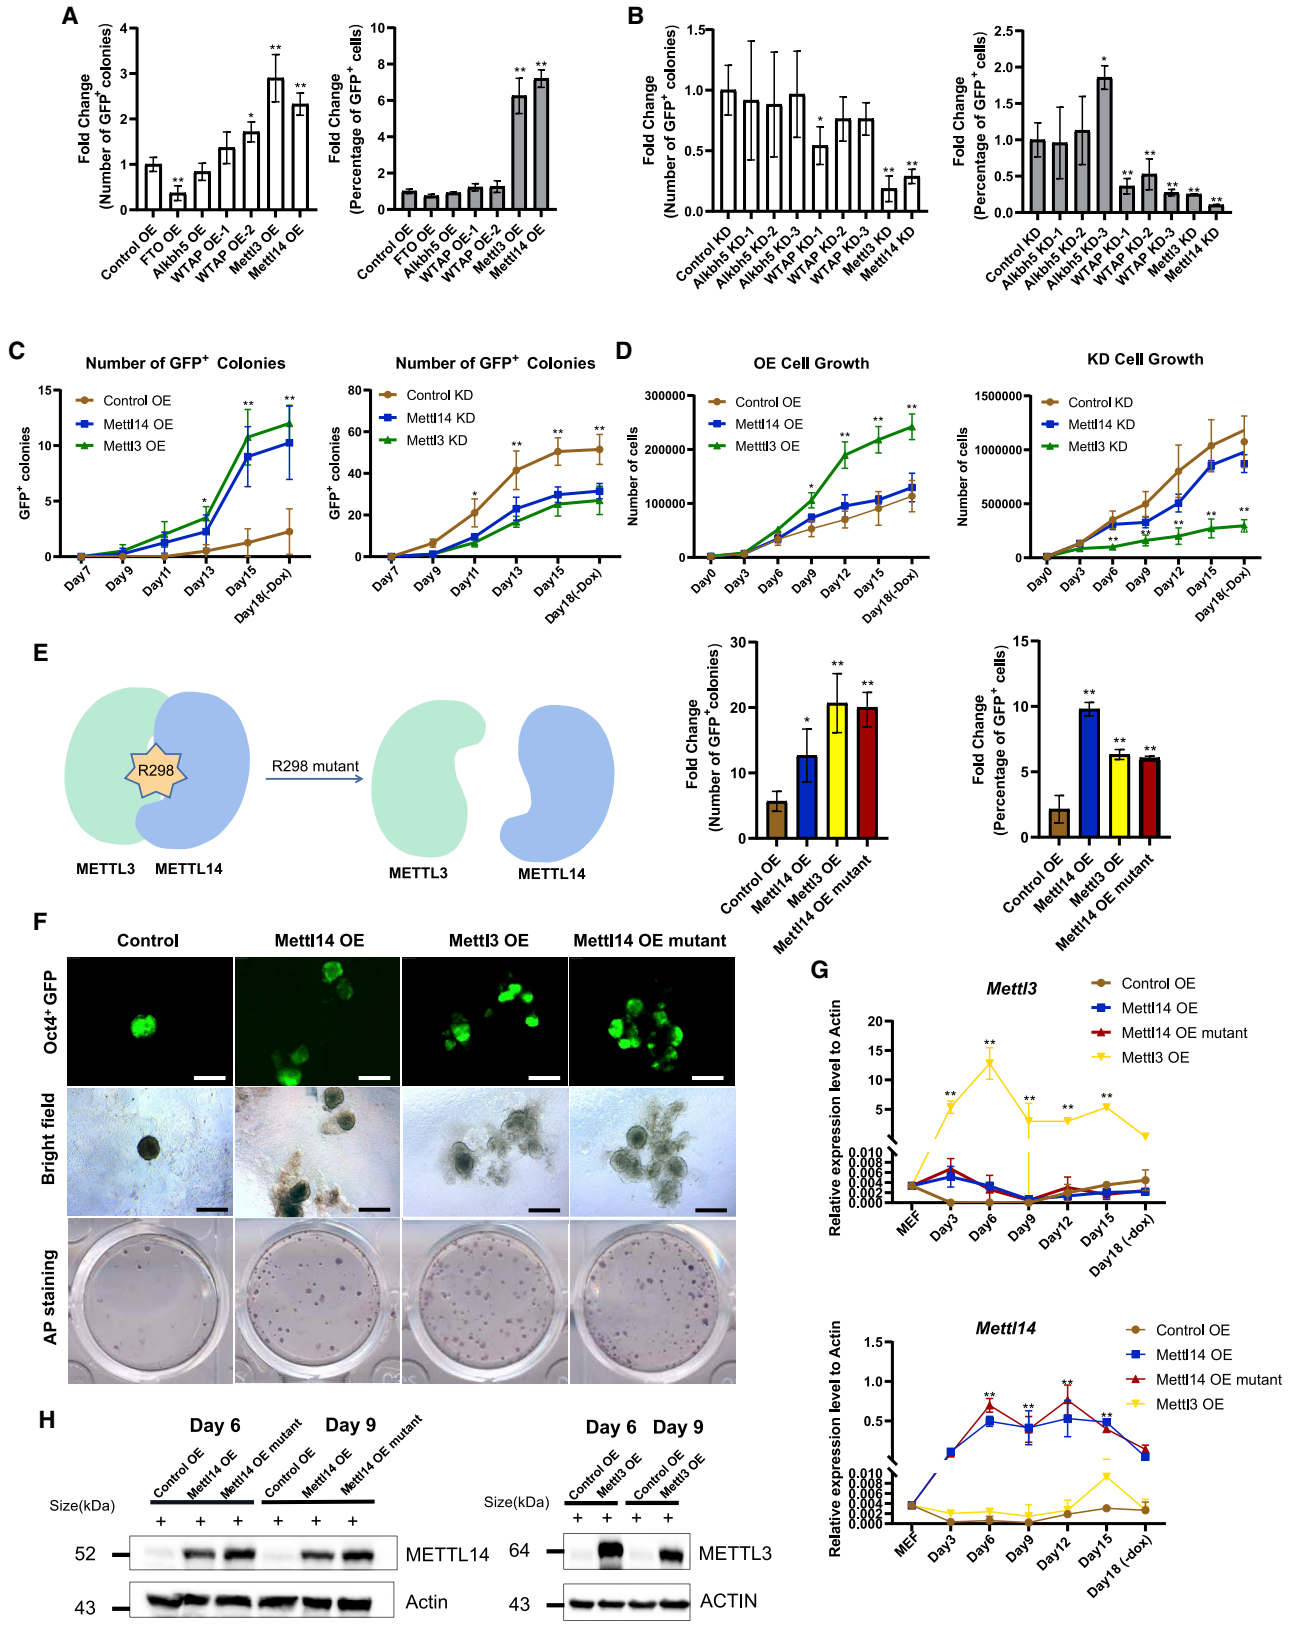 A
Fold Change
(Number of GFP+ colonies)
4
3
2
1
0
**
*
**
**
Control OE
FTO OE
Alkbh5 OE
WTAP OE-1
WTAP OE-2
Mettl3 OE
Mettl14 OE
Fold Change
(Percentage of GFP+ cells)
10
8
6
4
2
0
**
**
Control OE
FTO OE
Alkbh5 OE
WTAP OE-1
WTAP OE-2
Mettl3 OE
Mettl14 OE
B
Fold Change
(Number of GFP+ colonies)
1.5
1.0
0.5
0.0
*
**
**
Control KD
Alkbh5 KD-1
Alkbh5 KD-2
Alkbh5 KD-3
WTAP KD-1
WTAP KD-2
WTAP KD-3
Mettl3 KD
Mettl14 KD
Fold Change
(Percentage of GFP+ cells)
2.5
2.0
1.5
1.0
0.5
0.0
*
**
**
**
**
**
Control KD
Alkbh5 KD-1
Alkbh5 KD-2
Alkbh5 KD-3
WTAP KD-1
WTAP KD-2
WTAP KD-3
Mettl3 KD
Mettl14 KD
C
Number of GFP+ Colonies
GFP+ colonies
15
10
5
0
Control OE
Mettl14 OE
Mettl3 OE
*
**
**
Day7
Day9
Day11
Day13
Day15
Day18(-Dox)
Number of GFP+ Colonies
GFP+ colonies
80
60
40
20
0
Control KD
Mettl14 KD
Mettl3 KD
*
**
**
**
Day7
Day9
Day11
Day13
Day15
Day18(-Dox)
D
OE Cell Growth
Number of cells
300000
200000
100000
0
Control OE
Mettl14 OE
Metttl3 OE
*
**
**
**
Day0
Day3
Day6
Day9
Day12
Day15
Day18(-Dox)
KD Cell Growth
Number of cells
1500000
1000000
500000
0
Control KD
Mettl14 KD
Mettl3 KD
**
**
**
**
**
Day0
Day3
Day6
Day9
Day12
Day15
Day18(-Dox)
E
R298
METTL3 METTL14
R298 mutant
METTL3
METTL14
Fold Change
(Number of GFP+colonies)
30
20
10
0
*
**
**
Control OE
Mettl14 OE
Mettl3 OE
Mettl14 OE mutant
Fold Change
(Percentage of GFP+ cells)
15
10
5
0
**
**
**
Control OE
Mettl14 OE
Mettl3 OE
Mettl14 OE mutant
F
Control
Mettl14 OE
Mettl3 OE
Mettl14 OE mutant
Oct4+ GFP
Bright field
AP staining
G
Mettl3
Control OE
Mettl14 OE
Mettl14 OE mutant
Mettl3 OE
Relative expression level to Actin
20
15
10
5
0.010
0.008
0.006
0.004
0.002
0.000
**
**
**
**
**
MEF
Day3
Day6
Day9
Day12
Day15
Day18 (-dox)
Mettl14
Control OE
Mettl14 OE
Mettl14 OE mutant
Mettl3 OE
Relative expression level to Actin
1.5
1.0
0.5
0.010
0.008
0.006
0.004
0.002
0.000
**
**
**
**
MEF
Day3
Day6
Day9
Day12
Day15
Day18 (-dox)
H
Day 6
Day 9
Control OE
Mettl14 OE
Mettl14 OE mutant
Control OE
Mettl14 OE
Mettl14 OE mutant
Size(kDa)
+ + + + + +
52
METTL14
43
Actin
Day 6 Day 9
Control OE
Mettl3 OE
Control OE
Mettl3 OE
Size(kDa)
+ + + +
64
METTL3
43
ACTIN